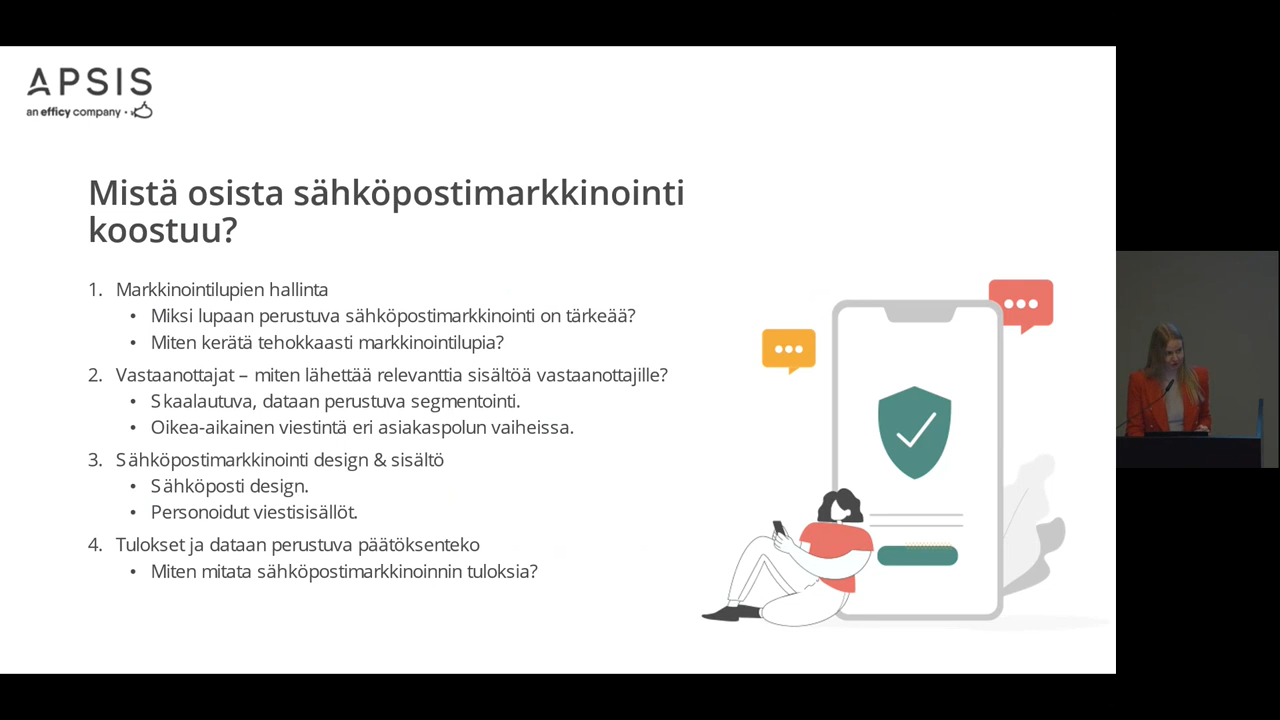 APSIS
an efficy company
Mistä osista sähköpostimarkkinointi
koostuu?
1. Markkinointilupien hallinta
• Miksi lupaan perustuva sähköpostimarkkinointi on tärkeää?
• Miten kerätä tehokkaasti markkinointilupia?
2. Vastaanottajat – miten lähettää relevanttia sisältöä vastaanottajille?
• Skaalautuva, dataan perustuva segmentointi.
• Oikea-aikainen viestintä eri asiakaspolun vaiheissa.
3. Sähköpostimarkkinointi design & sisältö
• Sähköposti design.
• Personoidut viestisisällöt.
4. Tulokset ja dataan perustuva päätöksenteko
• Miten mitata sähköpostimarkkinoinnin tuloksia?